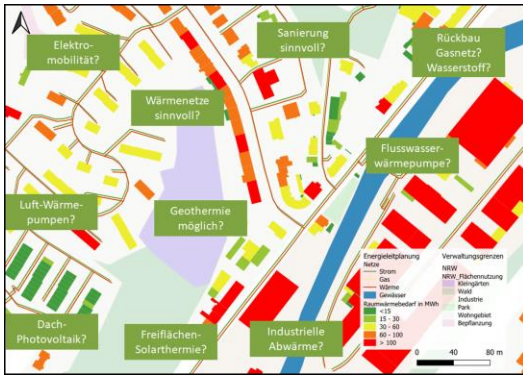 Elektro-
mobilität?
Sanierung
sinnvoll?
Rückbau
Gasnetz?
Wasserstoff?
Wärmenetze
sinnvoll?
Flusswasser-
wärmepumpe?
Luft-Wärme-
pumpen?
Geothermie
möglich?
Dach-
Photovoltaik?
Freiflächen-
Solarthermie?
Industrielle
Abwärme?
Energieleitplanung
Netze
Strom
Gas
Wärme
Gewässer
Raumwärmebedarf in MWh
<15
15 - 30
30 - 60
60 - 100
> 100
Verwaltungsgrenzen
NRW
NRW_Flächennutzung
Kleingärten
Wald
Industrie
Park
Wohngebiet
Bepflanzung
0 40 80 m